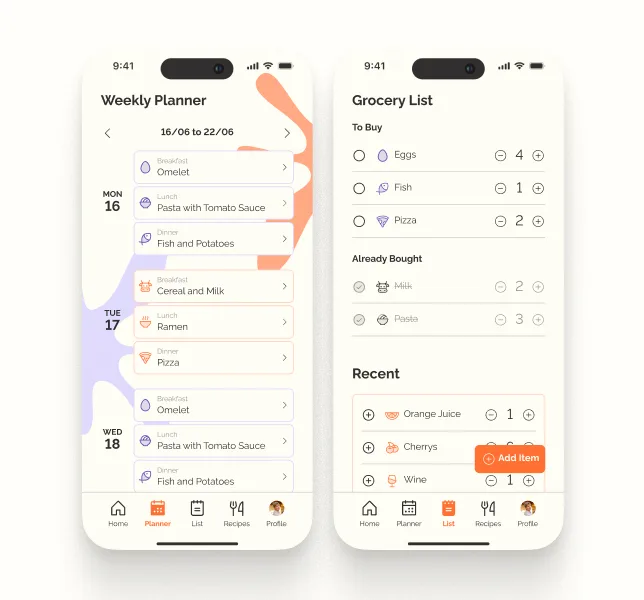 9:41
Weekly Planner
16/06 to 22/06
MON
16
Breakfast
Omelet
Lunch
Pasta with Tomato Sauce
Dinner
Fish and Potatoes
TUE
17
Breakfast
Cereal and Milk
Lunch
Ramen
Dinner
Pizza
WED
18
Breakfast
Omelet
Lunch
Pasta with Tomato Sauce
Dinner
Fish and Potatoes
Home
Planner
List
Recipes
Profile
9:41
Grocery List
To Buy
Eggs 4
Fish 1
Pizza 2
Already Bought
Milk 2
Pasta 3
Recent
Orange Juice 1
Cherrys
Add Item
Wine 1
Home
Planner
List
Recipes
Profile